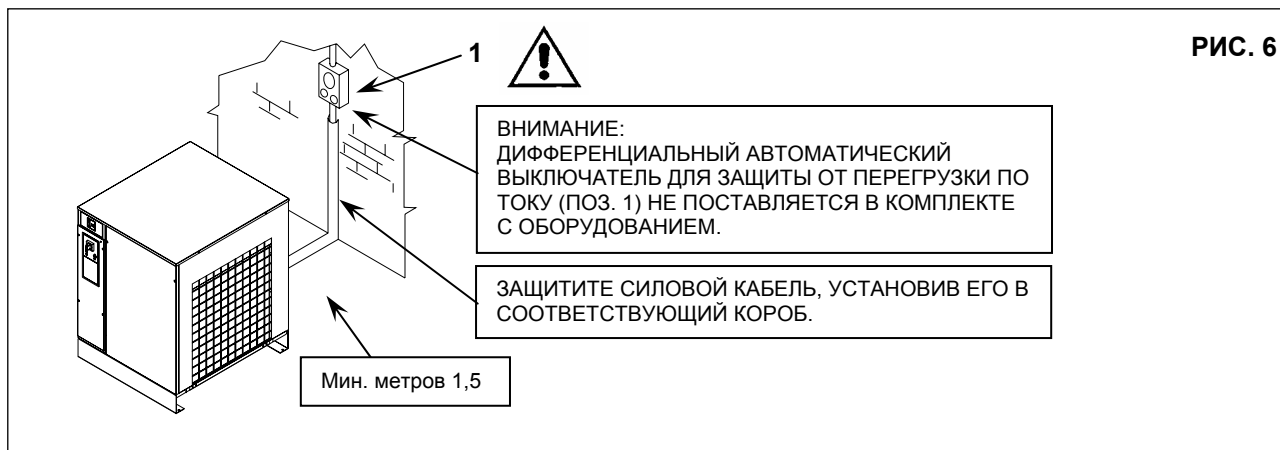 РИС. 6
1
ВНИМАНИЕ:
ДИФФЕРЕНЦИАЛЬНЫЙ АВТОМАТИЧЕСКИЙ
ВЫКЛЮЧАТЕЛЬ ДЛЯ ЗАЩИТЫ ОТ ПЕРЕГРУЗКИ ПО
ТОКУ (ПОЗ. 1) НЕ ПОСТАВЛЯЕТСЯ В КОМПЛЕКТЕ
С ОБОРУДОВАНИЕМ.
ЗАЩИТИТЕ СИЛОВОЙ КАБЕЛЬ, УСТАНОВИВ ЕГО В
СООТВЕТСТВУЮЩИЙ КОРОБ.
Мин. метров 1,5